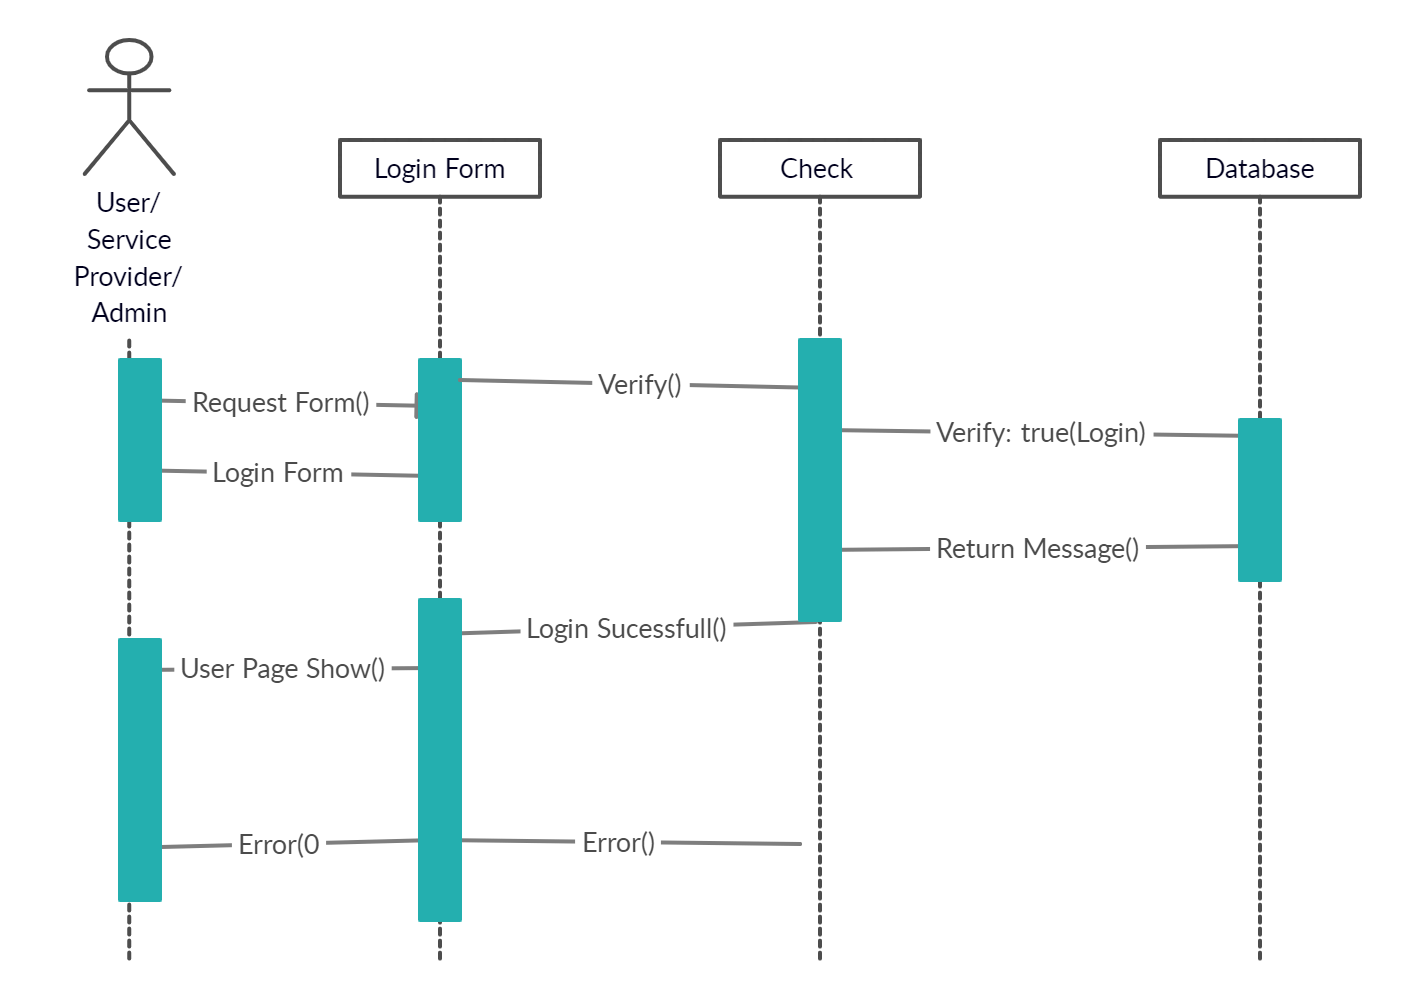 User/
Service
Provider/
Admin
Login Form
Check
Database
Request Form()
Verify()
Verify: true(Login)
Login Form
Return Message()
Login Sucessfull()
User Page Show()
Error(0
Error()